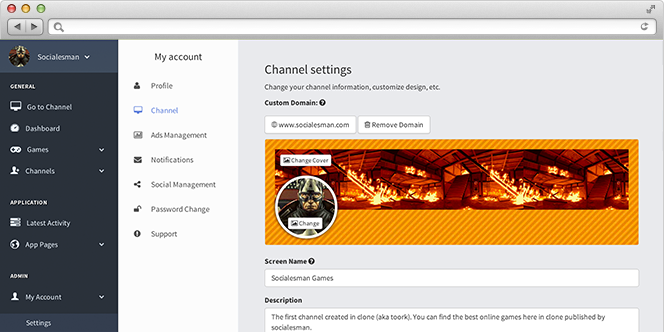 Socialesman
GENERAL
Go to Channel
Dashboard
Games
Channels
APPLICATION
Latest Activity
App Pages
ADMIN
My Account
Settings
My account
Profile
Channel
Ads Management
Notifications
Social Management
Password Change
Support
Channel settings
Change your channel information, customize design, etc.
Custom Domain:
www.socialesman.com
Remove Domain
Change Cover
Change
Screen Name
Socialesman Games
Description
The first channel created in clone (aka toork). You can find the best online games here in clone published by
socialesman.